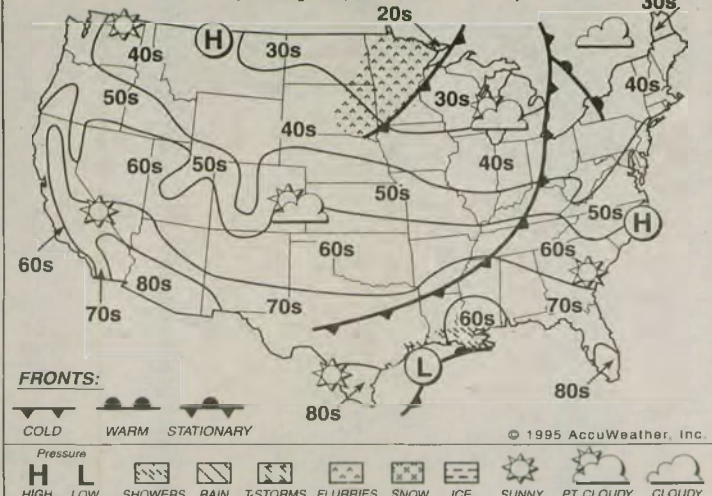 20s
30s
H
40s
30s
40s
50s
30s
40s
40s
60s
50s
50s
50s
H
60s
60s
60s
80s
70s
70s
70s
60s
L
80s
80s
FRONTS:
COLD WARM STATIONARY
© 1995 AccuWeather, Inc.
Pressure
H L
HIGH LOW SHOWERS RAIN T-STORMS FLURRIES SNOW ICE SUNNY PT. CLOUDY CLOUDY